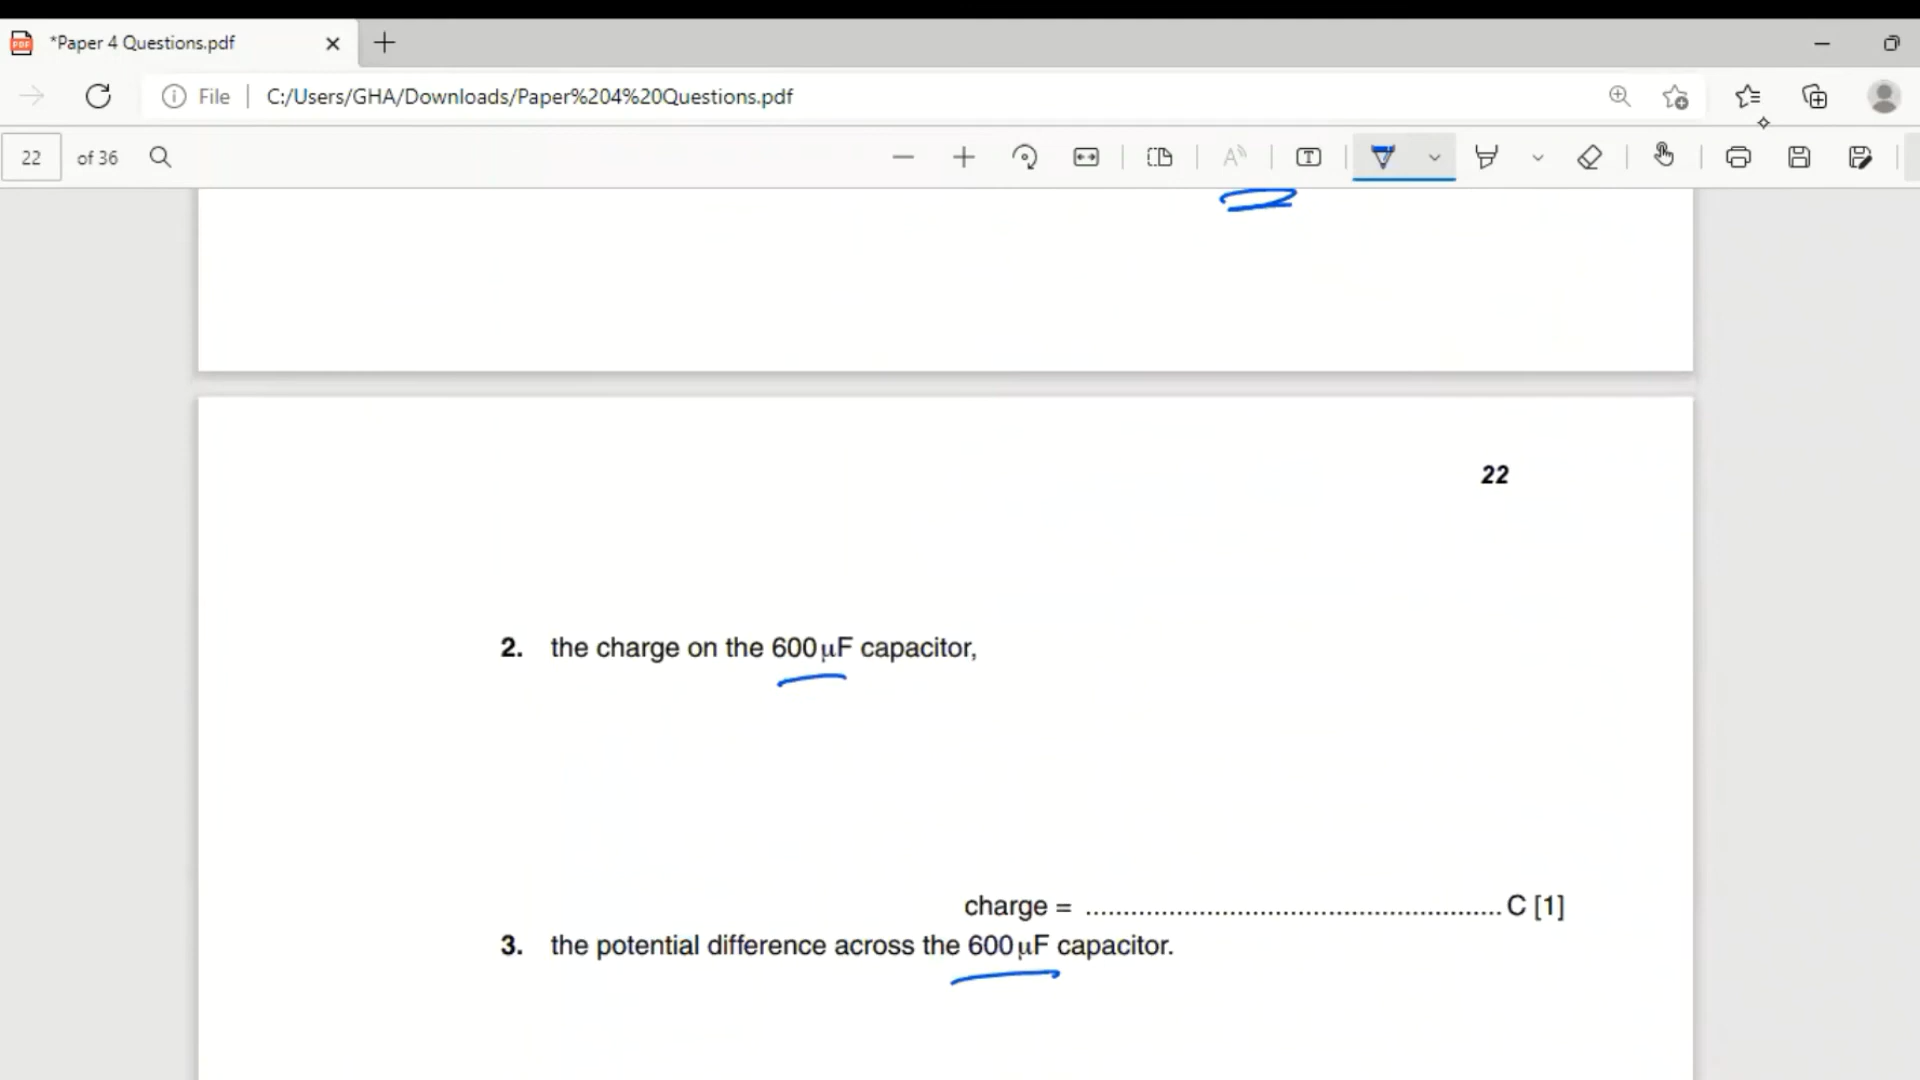 *Paper 4 Questions.pdf
File
C:/Users/GHA/Downloads/Paper%204%20Questions.pdf
22 of 36
22
2. the charge on the 600 μF capacitor,
charge = ........................................................ C [1]
3. the potential difference across the 600 μF capacitor.